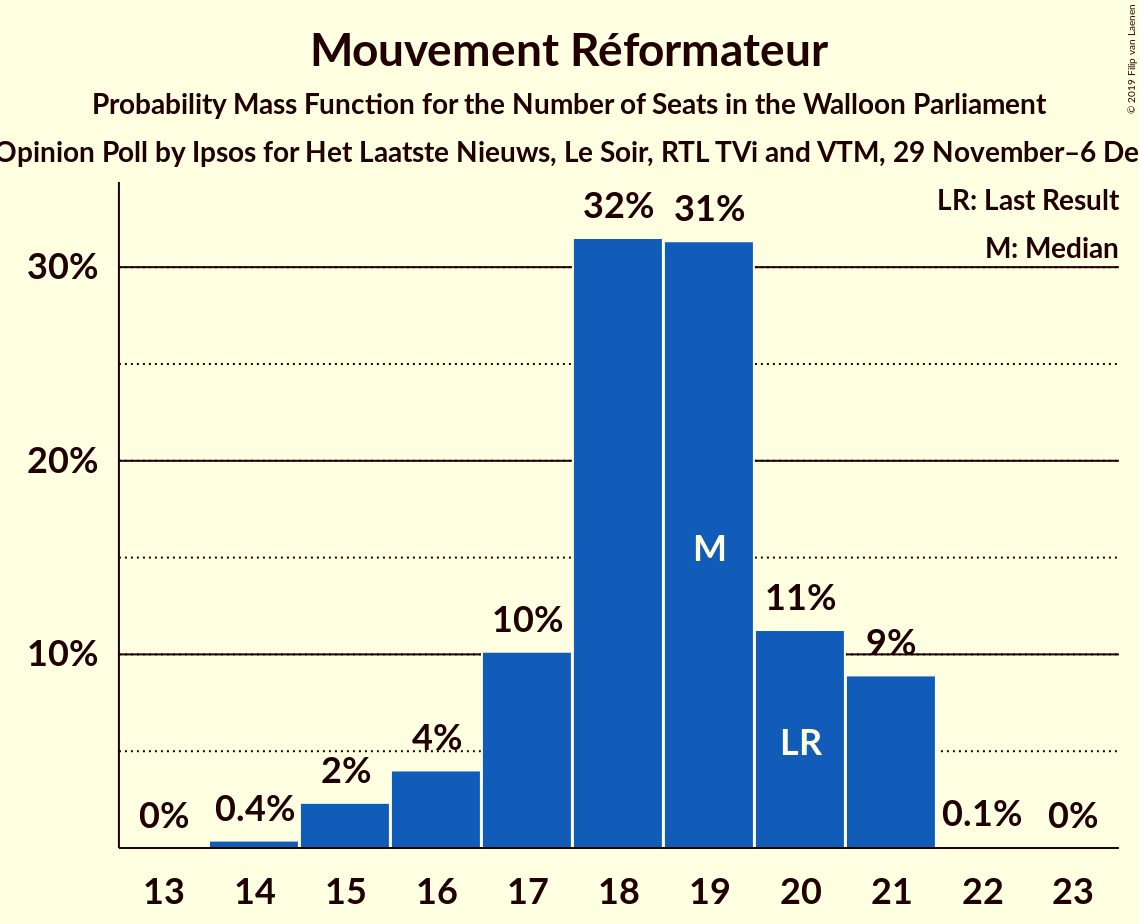 Mouvement Réformateur
Probability Mass Function for the Number of Seats in the Walloon Parliament
Opinion Poll by Ipsos for Het Laatste Nieuws, Le Soir, RTL TVi and VTM, 29 November–6 De
© 2019 Filip van Laenen
LR: Last Result
M: Median
32% 31%
30%
20%
M
11%
10%
9%
10%
LR
4%
2%
0% 0.4% 0.1% 0%
13 14 15 16 17 18 19 20 21 22 23